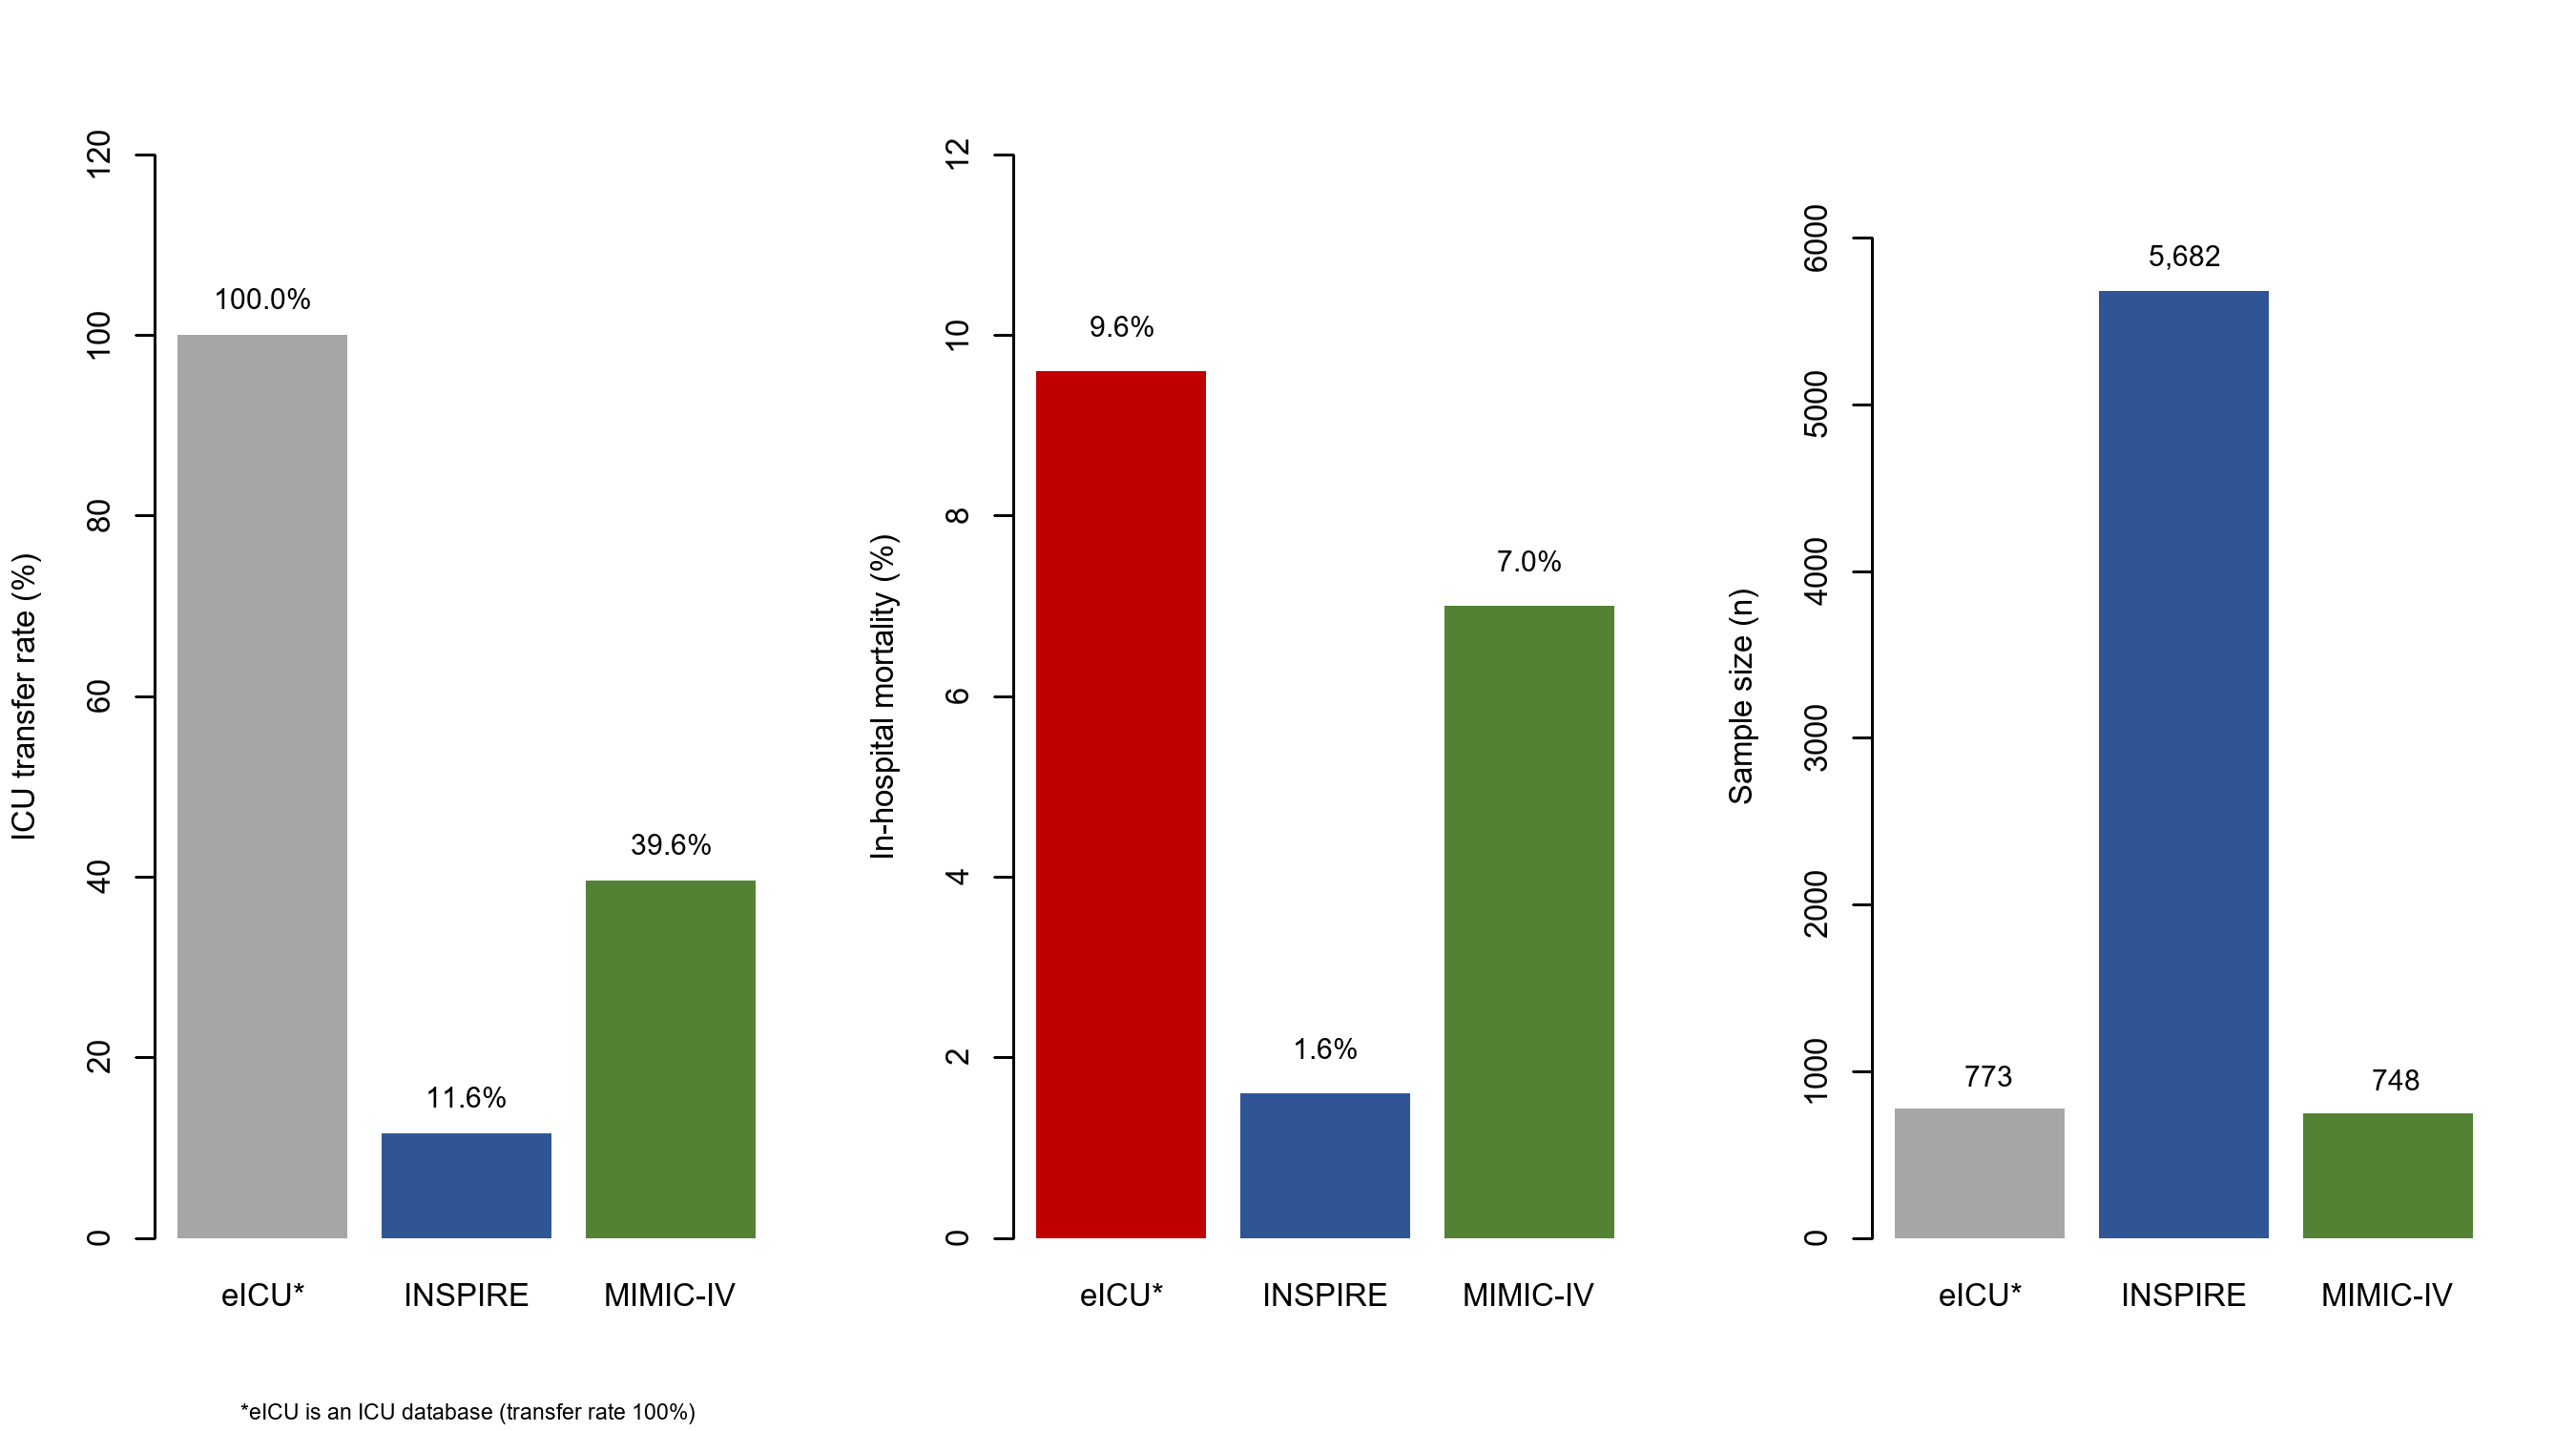 ICU transfer rate (%)
120
100
80
60
40
20
0
100.0%
11.6%
39.6%
eICU*
INSPIRE
MIMIC-IV
*eICU is an ICU database (transfer rate 100%)
In-hospital mortality (%)
12
10
8
6
4
2
0
9.6%
1.6%
7.0%
eICU*
INSPIRE
MIMIC-IV
Sample size (n)
6000
5000
4000
3000
2000
1000
0
773
5,682
748
eICU*
INSPIRE
MIMIC-IV